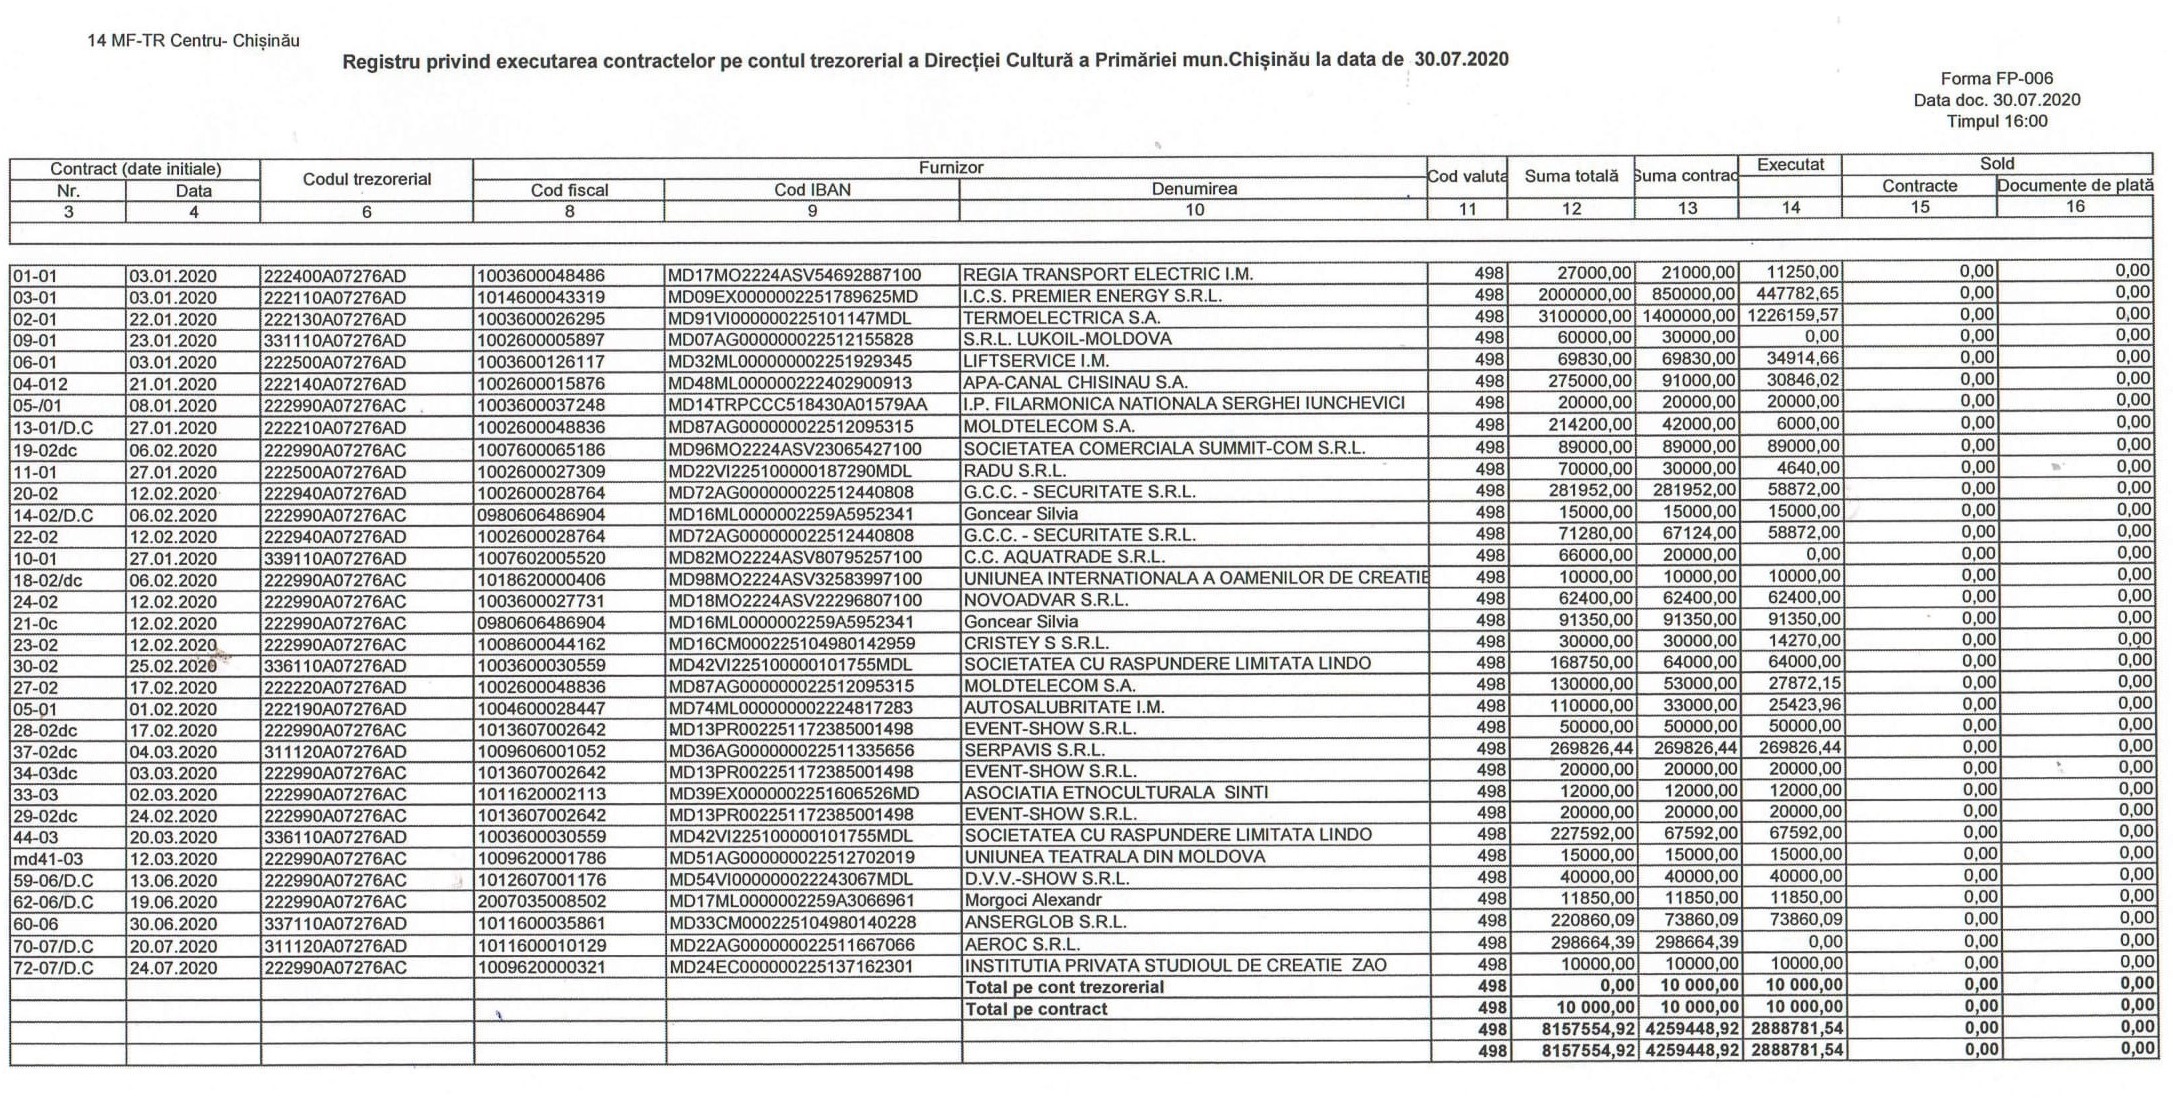 14 MF-TR Centru- Chișinău
Registru privind executarea contractelor pe contul trezorerial a Direcției Cultură a Primăriei mun.Chișinău la data de 30.07.2020
Forma FP-006
Data doc. 30.07.2020
Timpul 16:00
Contract (date initiale) Codul trezorerial Furnizor Cod valuta Suma totală Suma contrac Executat Sold
Nr. Data Cod fiscal Cod IBAN Denumirea Contracte Documente de plată
3 4 6 8 9 10 11 12 13 14 15 16
01-01 03.01.2020 222400A07276AD 1003600048486 MD17MO2224ASV54692887100 REGIA TRANSPORT ELECTRIC I.M. 498 27000,00 21000,00 11250,00 0,00 0,00
03-01 03.01.2020 222110A07276AD 1014600043319 MD09EX0000002251789625MD I.C.S. PREMIER ENERGY S.R.L. 498 2000000,00 850000,00 447782,65 0,00 0,00
02-01 22.01.2020 222130A07276AD 1003600026295 MD91VI000000225101147MDL TERMOELECTRICA S.A. 498 3100000,00 1400000,00 1226159,57 0,00 0,00
09-01 23.01.2020 331110A07276AD 1002600005897 MD07AG000000022512155828 S.R.L. LUKOIL-MOLDOVA 498 60000,00 30000,00 0,00 0,00 0,00
06-01 03.01.2020 222500A07276AD 1003600126117 MD32ML000000002251929345 LIFTSERVICE I.M. 498 69830,00 69830,00 34914,66 0,00 0,00
04-012 21.01.2020 222140A07276AD 1002600015876 MD48ML000000222402900913 APA-CANAL CHISINAU S.A. 498 275000,00 91000,00 30846,02 0,00 0,00
05-/01 08.01.2020 222990A07276AC 1003600037248 MD14TRPCCC518430A01579AA I.P. FILARMONICA NATIONALA SERGHEI IUNCHEVICI 498 20000,00 20000,00 20000,00 0,00 0,00
13-01/D.C 27.01.2020 222210A07276AD 1002600048836 MD87AG000000022512095315 MOLDTELECOM S.A. 498 214200,00 42000,00 6000,00 0,00 0,00
19-02dc 06.02.2020 222990A07276AC 1007600065186 MD96MO2224ASV23065427100 SOCIETATEA COMERCIALA SUMMIT-COM S.R.L. 498 89000,00 89000,00 89000,00 0,00 0,00
11-01 27.01.2020 222500A07276AD 1002600027309 MD22VI225100000187290MDL RADU S.R.L. 498 70000,00 30000,00 4640,00 0,00 0,00
20-02 12.02.2020 222940A07276AD 1002600028764 MD72AG000000022512440808 G.C.C. - SECURITATE S.R.L. 498 281952,00 281952,00 58872,00 0,00 0,00
14-02/D.C 06.02.2020 222990A07276AC 0980606486904 MD16ML0000002259A5952341 Goncear Silvia 498 15000,00 15000,00 15000,00 0,00 0,00
22-02 12.02.2020 222940A07276AD 1002600028764 MD72AG000000022512440808 G.C.C. - SECURITATE S.R.L. 498 71280,00 67124,00 58872,00 0,00 0,00
10-01 27.01.2020 339110A07276AD 1007602005520 MD82MO2224ASV80795257100 C.C. AQUATRADE S.R.L. 498 66000,00 20000,00 0,00 0,00 0,00
18-02/dc 06.02.2020 222990A07276AC 1018620000406 MD98MO2224ASV32583997100 UNIUNEA INTERNATIONALA A OAMENILOR DE CREATIE 498 10000,00 10000,00 10000,00 0,00 0,00
24-02 12.02.2020 222990A07276AC 1003600027731 MD18MO2224ASV22296807100 NOVOADVAR S.R.L. 498 62400,00 62400,00 62400,00 0,00 0,00
21-0c 12.02.2020 222990A07276AC 0980606486904 MD16ML0000002259A5952341 Goncear Silvia 498 91350,00 91350,00 91350,00 0,00 0,00
23-02 12.02.2020 222990A07276AC 1008600044162 MD16CM000225104980142959 CRISTEY S S.R.L. 498 30000,00 30000,00 14270,00 0,00 0,00
30-02 25.02.2020 336110A07276AD 1003600030559 MD42VI225100000101755MDL SOCIETATEA CU RASPUNDERE LIMITATA LINDO 498 168750,00 64000,00 64000,00 0,00 0,00
27-02 17.02.2020 222220A07276AD 1002600048836 MD87AG000000022512095315 MOLDTELECOM S.A. 498 130000,00 53000,00 27872,15 0,00 0,00
05-01 01.02.2020 222190A07276AD 1004600028447 MD74ML000000002224817283 AUTOSALUBRITATE I.M. 498 110000,00 33000,00 25423,96 0,00 0,00
28-02dc 17.02.2020 222990A07276AC 1013607002642 MD13PR002251172385001498 EVENT-SHOW S.R.L. 498 50000,00 50000,00 50000,00 0,00 0,00
37-02dc 04.03.2020 311120A07276AD 1009606001052 MD36AG000000022511335656 SERPAVIS S.R.L. 498 269826,44 269826,44 269826,44 0,00 0,00
34-03dc 03.03.2020 222990A07276AC 1013607002642 MD13PR002251172385001498 EVENT-SHOW S.R.L. 498 20000,00 20000,00 20000,00 0,00 0,00
33-03 02.03.2020 222990A07276AC 1011620002113 MD39EX0000002251606526MD ASOCIATIA ETNOCULTURALA SINTI 498 12000,00 12000,00 12000,00 0,00 0,00
29-02dc 24.02.2020 222990A07276AC 1013607002642 MD13PR002251172385001498 EVENT-SHOW S.R.L. 498 20000,00 20000,00 20000,00 0,00 0,00
44-03 20.03.2020 336110A07276AD 1003600030559 MD42VI225100000101755MDL SOCIETATEA CU RASPUNDERE LIMITATA LINDO 498 227592,00 67592,00 67592,00 0,00 0,00
md41-03 12.03.2020 222990A07276AC 1009620001786 MD51AG000000022512702019 UNIUNEA TEATRALA DIN MOLDOVA 498 15000,00 15000,00 15000,00 0,00 0,00
59-06/D.C 13.06.2020 222990A07276AC 1012607001176 MD54VI000000022243067MDL D.V.V.-SHOW S.R.L. 498 40000,00 40000,00 40000,00 0,00 0,00
62-06/D.C 19.06.2020 222990A07276AC 2007035008502 MD17ML0000002259A3066961 Morgoci Alexandr 498 11850,00 11850,00 11850,00 0,00 0,00
60-06 30.06.2020 337110A07276AD 1011600035861 MD33CM000225104980140228 ANSERGLOB S.R.L. 498 220860,09 73860,09 73860,09 0,00 0,00
70-07/D.C 20.07.2020 311120A07276AD 1011600010129 MD22AG000000022511667066 AEROC S.R.L. 498 298664,39 298664,39 0,00 0,00 0,00
72-07/D.C 24.07.2020 222990A07276AC 1009620000321 MD24EC000000225137162301 INSTITUTIA PRIVATA STUDIOUL DE CREATIE ZAO 498 10000,00 10000,00 10000,00 0,00 0,00
Total pe cont trezorerial 498 0,00 10 000,00 10 000,00 0,00 0,00
Total pe contract 498 10 000,00 10 000,00 10 000,00 0,00 0,00
498 8157554,92 4259448,92 2888781,54 0,00 0,00
498 8157554,92 4259448,92 2888781,54 0,00 0,00